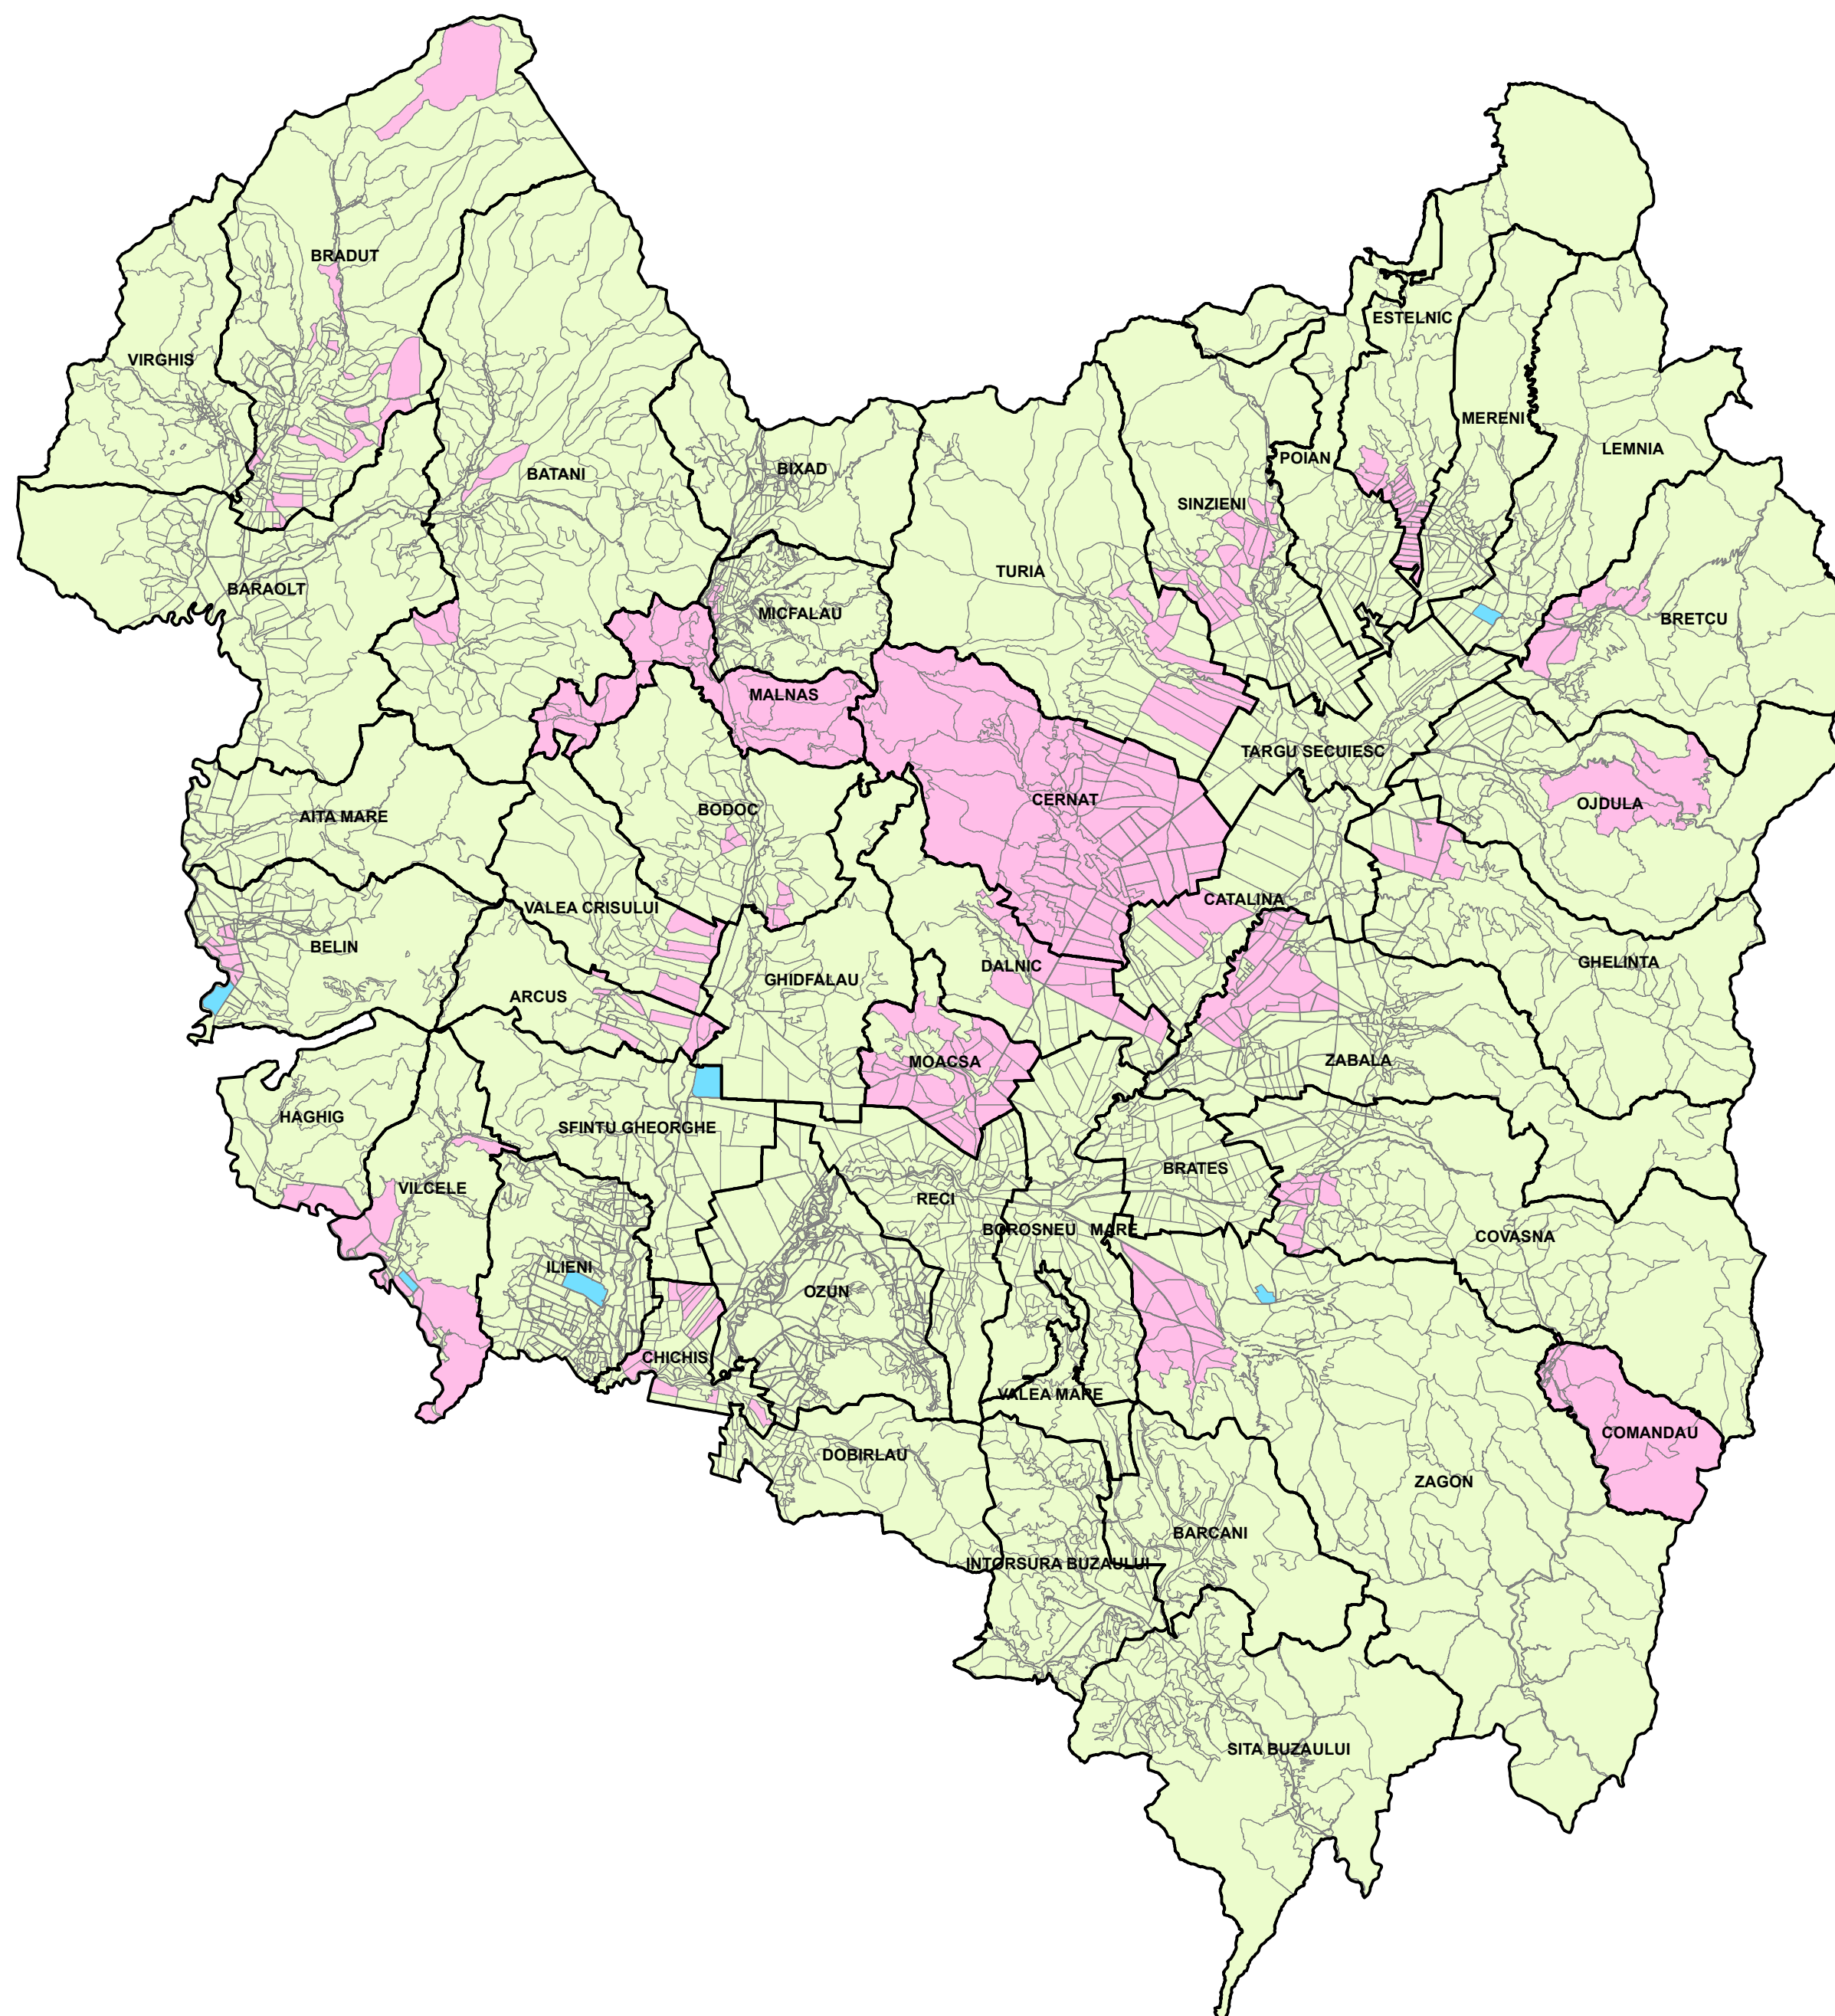 BRADUT
ESTELNIC
VIRGHIS
MERENI
LEMNIA
POIAN
BIXAD
BATANI
SINZIENI
TURIA
BARAOLT
MICFALAU
BRETCU
MALNAS
TARGU SECUIESC
CERNAT
OJDULA
BODOC
AITA MARE
CATALINA
VALEA CRISULUI
BELIN
GHELINTA
DALNIC
GHIDFALAU
ARCUS
MOACSA
ZABALA
HAGHIG
SFINTU GHEORGHE
BRATES
VILCELE
RECI
BOROSNEU MARE
COVASNA
ILIENI
OZUN
CHICHIS
VALEA MARE
COMANDAU
DOBIRLAU
ZAGON
BARCANI
INTORSURA BUZAULUI
SITA BUZAULUI